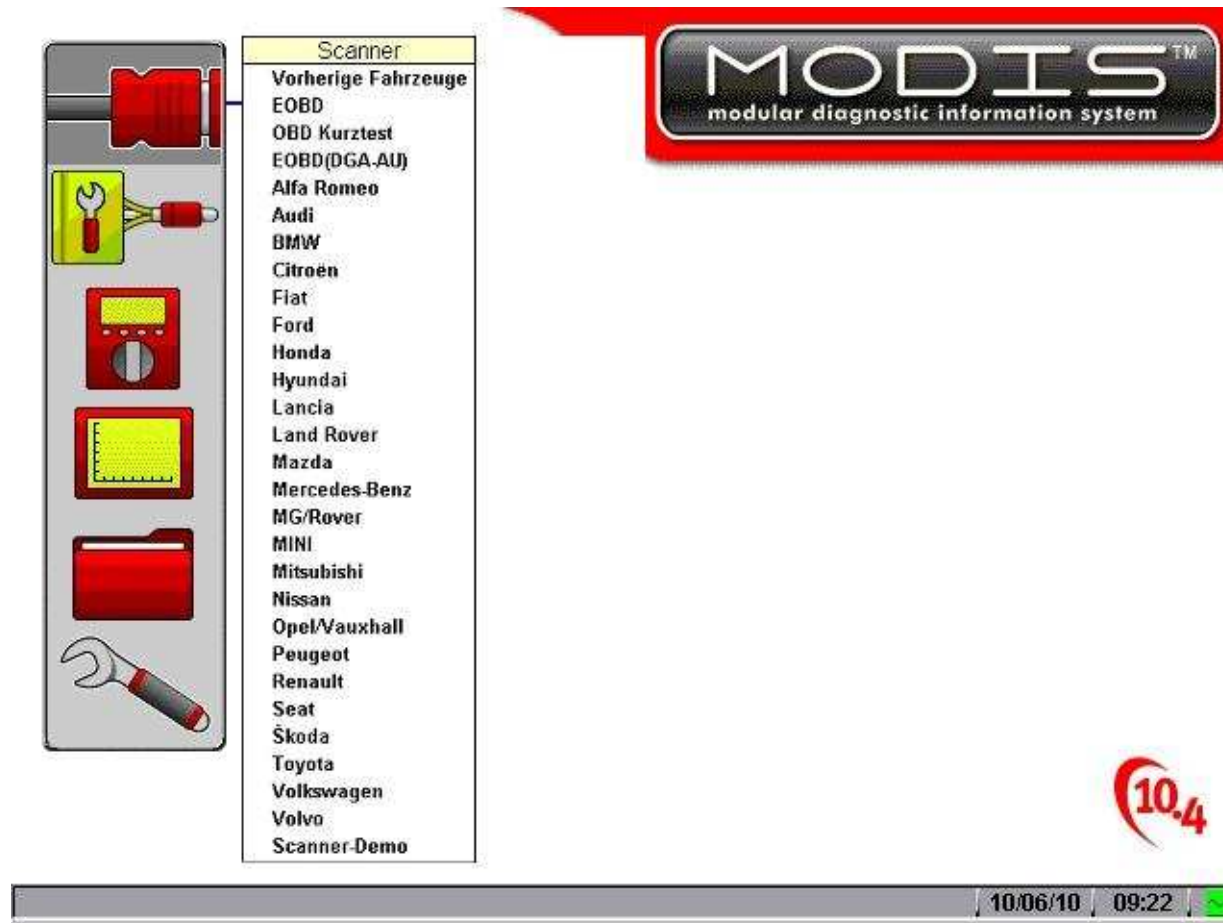 Scanner
Vorherige Fahrzeuge
EOBD
OBD Kurztest
EOBD(DGA-AU)
Alfa Romeo
Audi
BMW
Citroën
Fiat
Ford
Honda
Hyundai
Lancia
Land Rover
Mazda
Mercedes-Benz
MG/Rover
MINI
Mitsubishi
Nissan
Opel/Vauxhall
Peugeot
Renault
Seat
Škoda
Toyota
Volkswagen
Volvo
Scanner-Demo
MODIS™
modular diagnostic information system
10.4
10/06/10 09:22